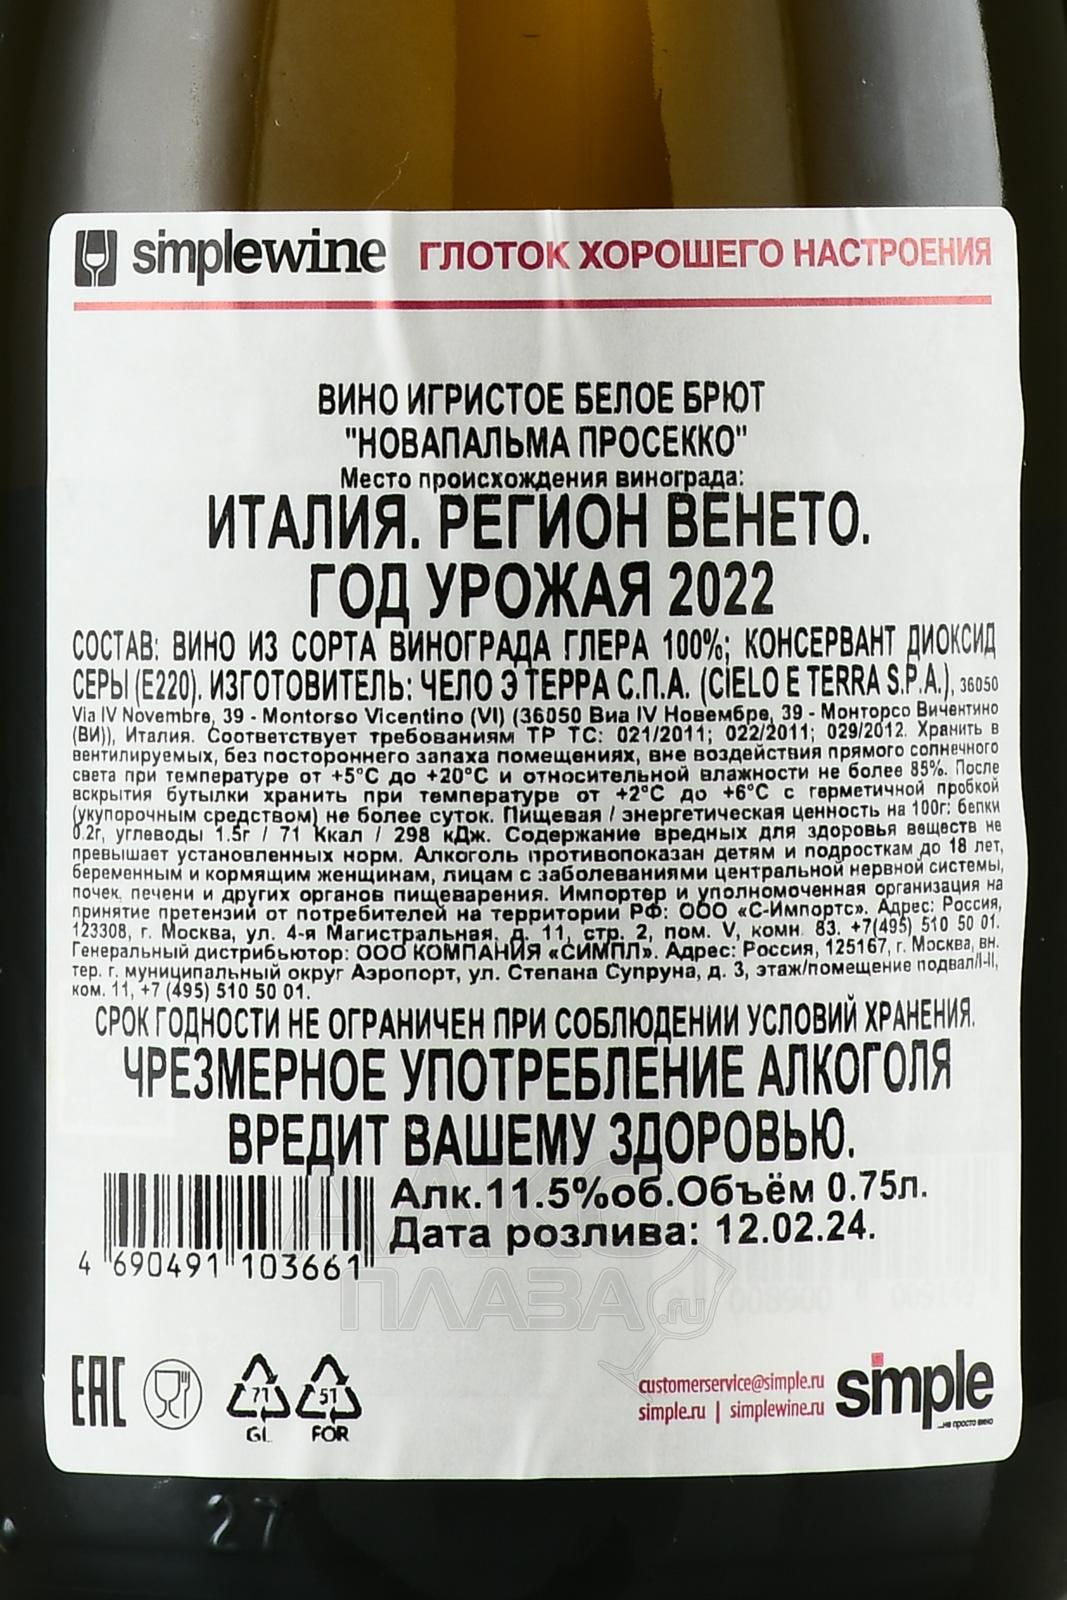 simplewine ГЛОТОК ХОРОШЕГО НАСТРОЕНИЯ
ВИНО ИГРИСТОЕ БЕЛОЕ БРЮТ
"НОВАПАЛЬМА ПРОСЕККО"
Место происхождения винограда:
ИТАЛИЯ. РЕГИОН ВЕНЕТО.
ГОД УРОЖАЯ 2022
СОСТАВ: ВИНО ИЗ СОРТА ВИНОГРАДА ГЛЕРА 100%; КОНСЕРВАНТ ДИОКСИД
СЕРЫ (Е220). ИЗГОТОВИТЕЛЬ: ЧЕЛО Э ТЕРРА С.П.А. (CIELO E TERRA S.P.A.), 36050
Via IV Novembre, 39 - Montorso Vicentino (VI) (36050 Виа IV Новембре, 39 - Монторсо Вичентино
(ВИ)), Италия. Соответствует требованиям ТР ТС: 021/2011; 022/2011; 029/2012. Хранить в
вентилируемых, без постороннего запаха помещениях, вне воздействия прямого солнечного
света при температуре от +5°С до +20°С и относительной влажности не более 85%. После
вскрытия бутылки хранить при температуре от +2°С до +6°С с герметичной пробкой
(укупорочным средством) не более суток. Пищевая / энергетическая ценность на 100г: белки
0.2г, углеводы 1.5г / 71 Ккал / 298 кДж. Содержание вредных для здоровья веществ не
превышает установленных норм. Алкоголь противопоказан детям и подросткам до 18 лет,
беременным и кормящим женщинам, лицам с заболеваниями центральной нервной системы,
почек, печени и других органов пищеварения. Импортер и уполномоченная организация на
принятие претензий от потребителей на территории РФ: ООО «С-Импортс». Адрес: Россия,
123308, г. Москва, ул. 4-я Магистральная, д. 11, стр. 2, пом. V, комн. 83. +7(495) 510 50 01.
Генеральный дистрибьютор: ООО КОМПАНИЯ «СИМПЛ». Адрес: Россия, 125167, г. Москва, вн.
тер. г. муниципальный округ Аэропорт, ул. Степана Супруна, д. 3, этаж/помещение подвал/I-II,
ком. 11, +7 (495) 510 50 01.
СРОК ГОДНОСТИ НЕ ОГРАНИЧЕН ПРИ СОБЛЮДЕНИИ УСЛОВИЙ ХРАНЕНИЯ.
ЧРЕЗМЕРНОЕ УПОТРЕБЛЕНИЕ АЛКОГОЛЯ
ВРЕДИТ ВАШЕМУ ЗДОРОВЬЮ.
Алк.11.5%об.Объём 0.75л.
Дата розлива: 12.02.24.
4 690491 103661
АЛКО
ПЛАЗА.ru
EAC
71
GL
51
FOR
customerservice@simple.ru
simple.ru | simplewine.ru
simple
...не просто вино
27